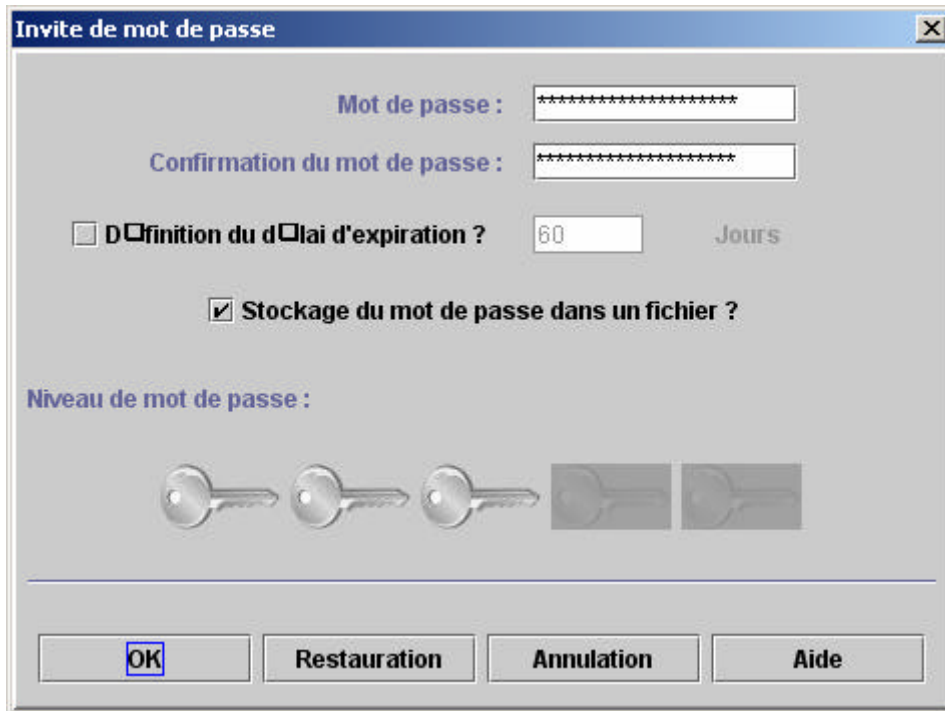 Invite de mot de passe
Mot de passe : ********************
Confirmation du mot de passe : ********************
D□finition du d□lai d'expiration ? 60 Jours
Stockage du mot de passe dans un fichier ?
Niveau de mot de passe :
OK Restauration Annulation Aide